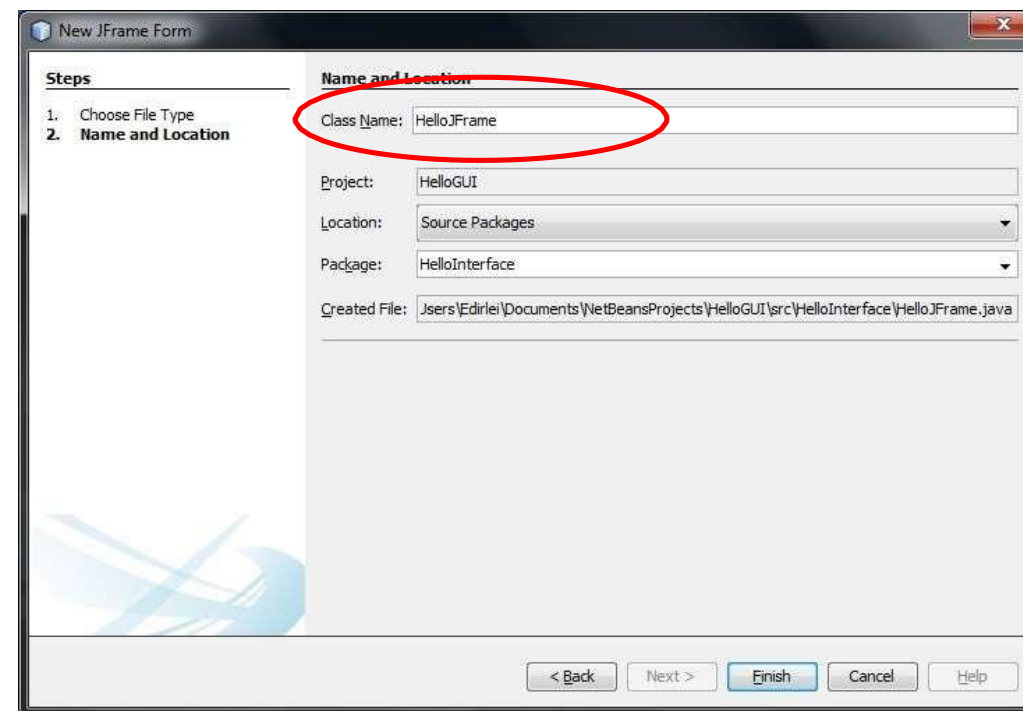 New JFrame Form
Steps
1. Choose File Type
2. Name and Location
Name and Location
Class Name: HelloJFrame
Project: HelloGUI
Location: Source Packages
Package: HelloInterface
Created File: Jsers\Edirlei\Documents\NetBeansProjects\HelloGUI\src\HelloInterface\HelloJFrame.java
< Back Next > Finish Cancel Help